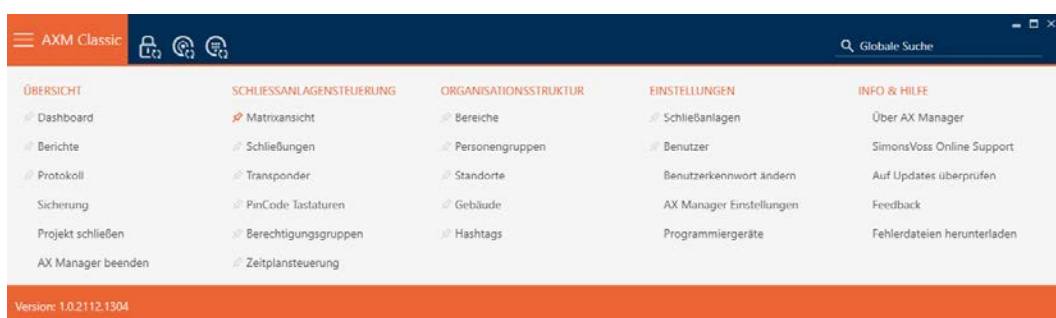 AXM Classic
Globale Suche
ÜBERSICHT
Dashboard
Berichte
Protokoll
Sicherung
Projekt schließen
AX Manager beenden
SCHLIESSANLAGENSTEUERUNG
Matrixansicht
Schließungen
Transponder
PinCode Tastaturen
Berechtigungsgruppen
Zeitplansteuerung
ORGANISATIONSSTRUKTUR
Bereiche
Personengruppen
Standorte
Gebäude
Hashtags
EINSTELLUNGEN
Schließanlagen
Benutzer
Benutzerkennwort ändern
AX Manager Einstellungen
Programmiergeräte
INFO & HILFE
Über AX Manager
SimonsVoss Online Support
Auf Updates überprüfen
Feedback
Fehlerdateien herunterladen
Version: 1.0.2112.1304